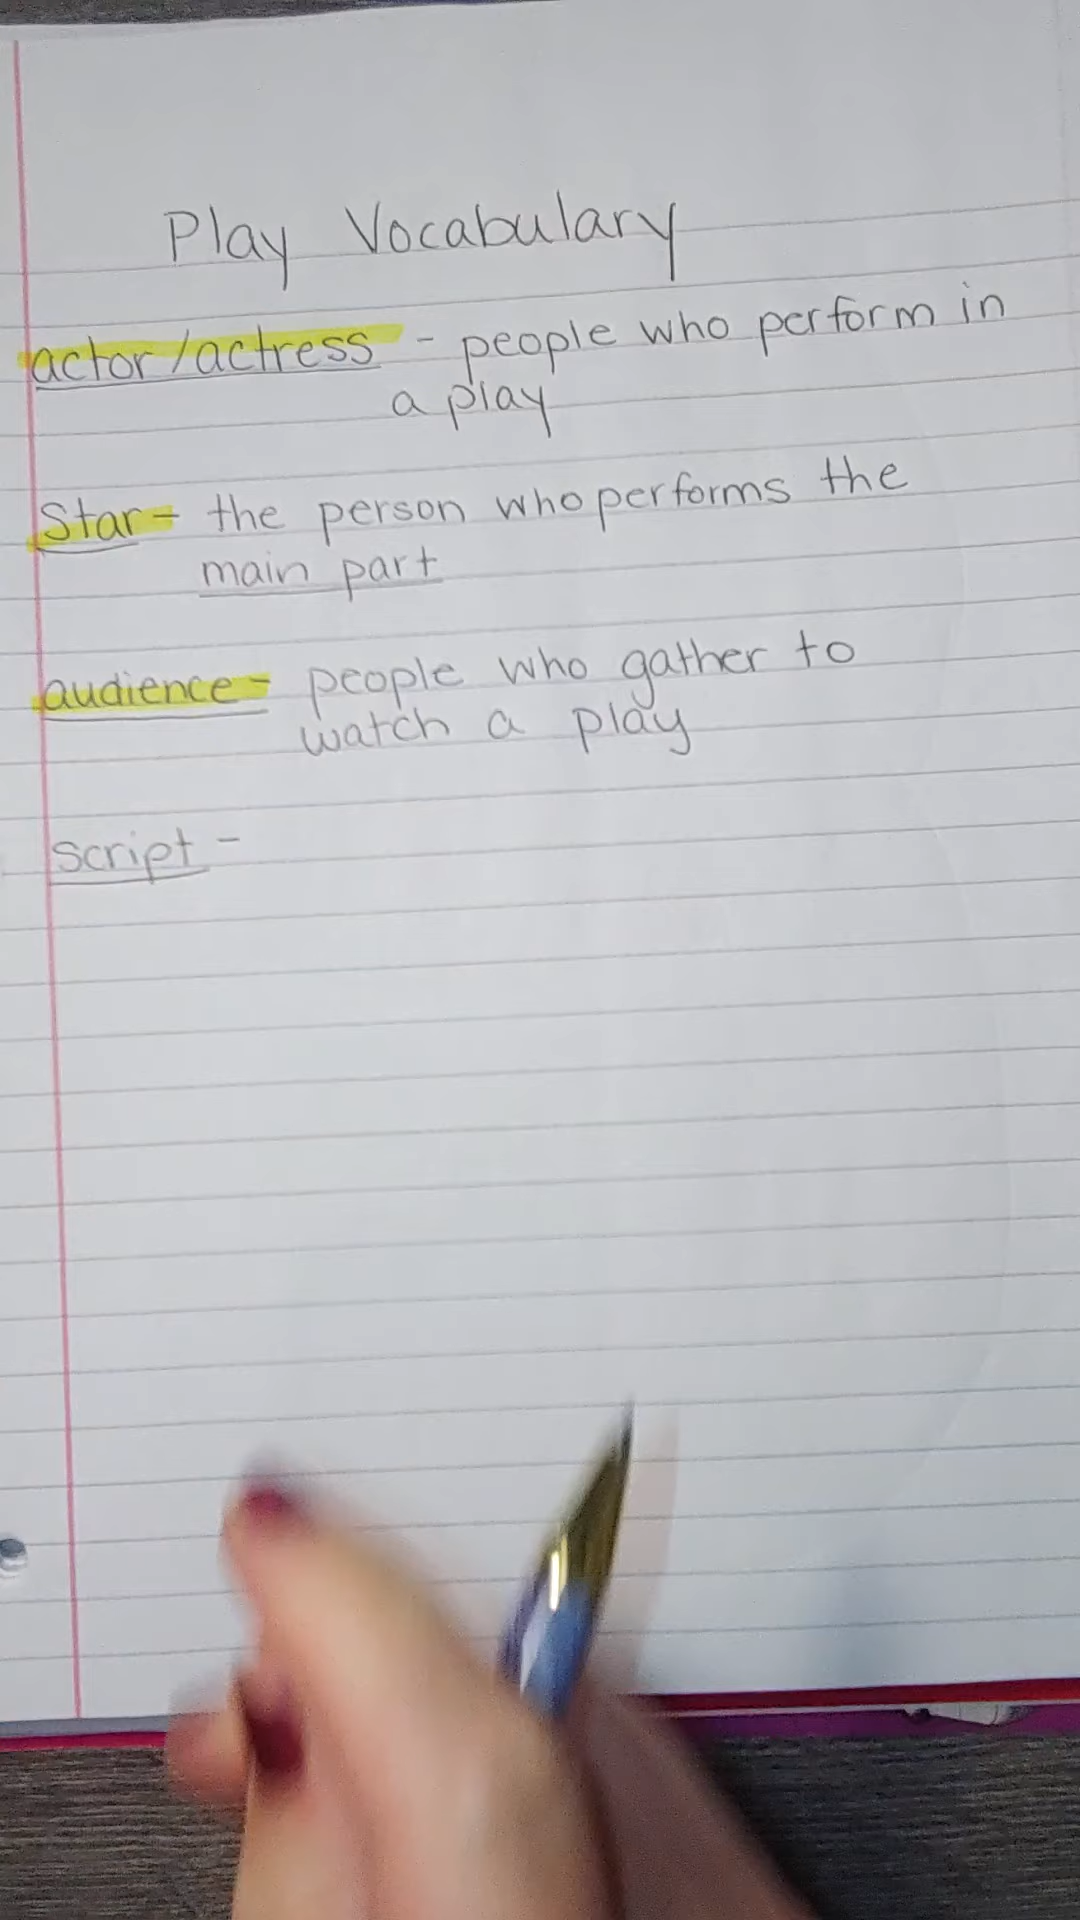 Play Vocabulary
actor/actress - people who perform in
a play
Star - the person who performs the
main part
audience - people who gather to
watch a play
script -